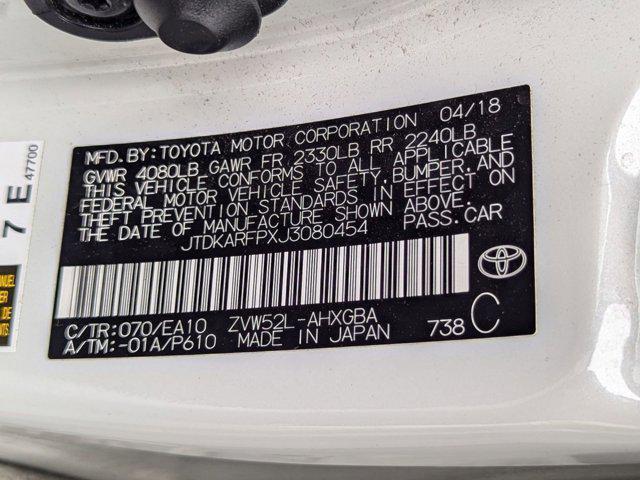 MFD.BY:TOYOTA MOTOR CORPORATION 04/18
GVWR 4080LB GAWR FR 2330LB RR 2240LB
THIS VEHICLE CONFORMS TO ALL APPLICABLE
FEDERAL MOTOR VEHICLE SAFETY,BUMPER,AND
THEFT PREVENTION STANDARDS IN EFFECT ON
THE DATE OF MANUFACTURE SHOWN ABOVE.
JTDKARFPXJ3080454 PASS.CAR
C/TR:070/EA10 ZVW52L-AHXGBA
A/TM:-01A/P610 MADE IN JAPAN 738 C
7 E
47700